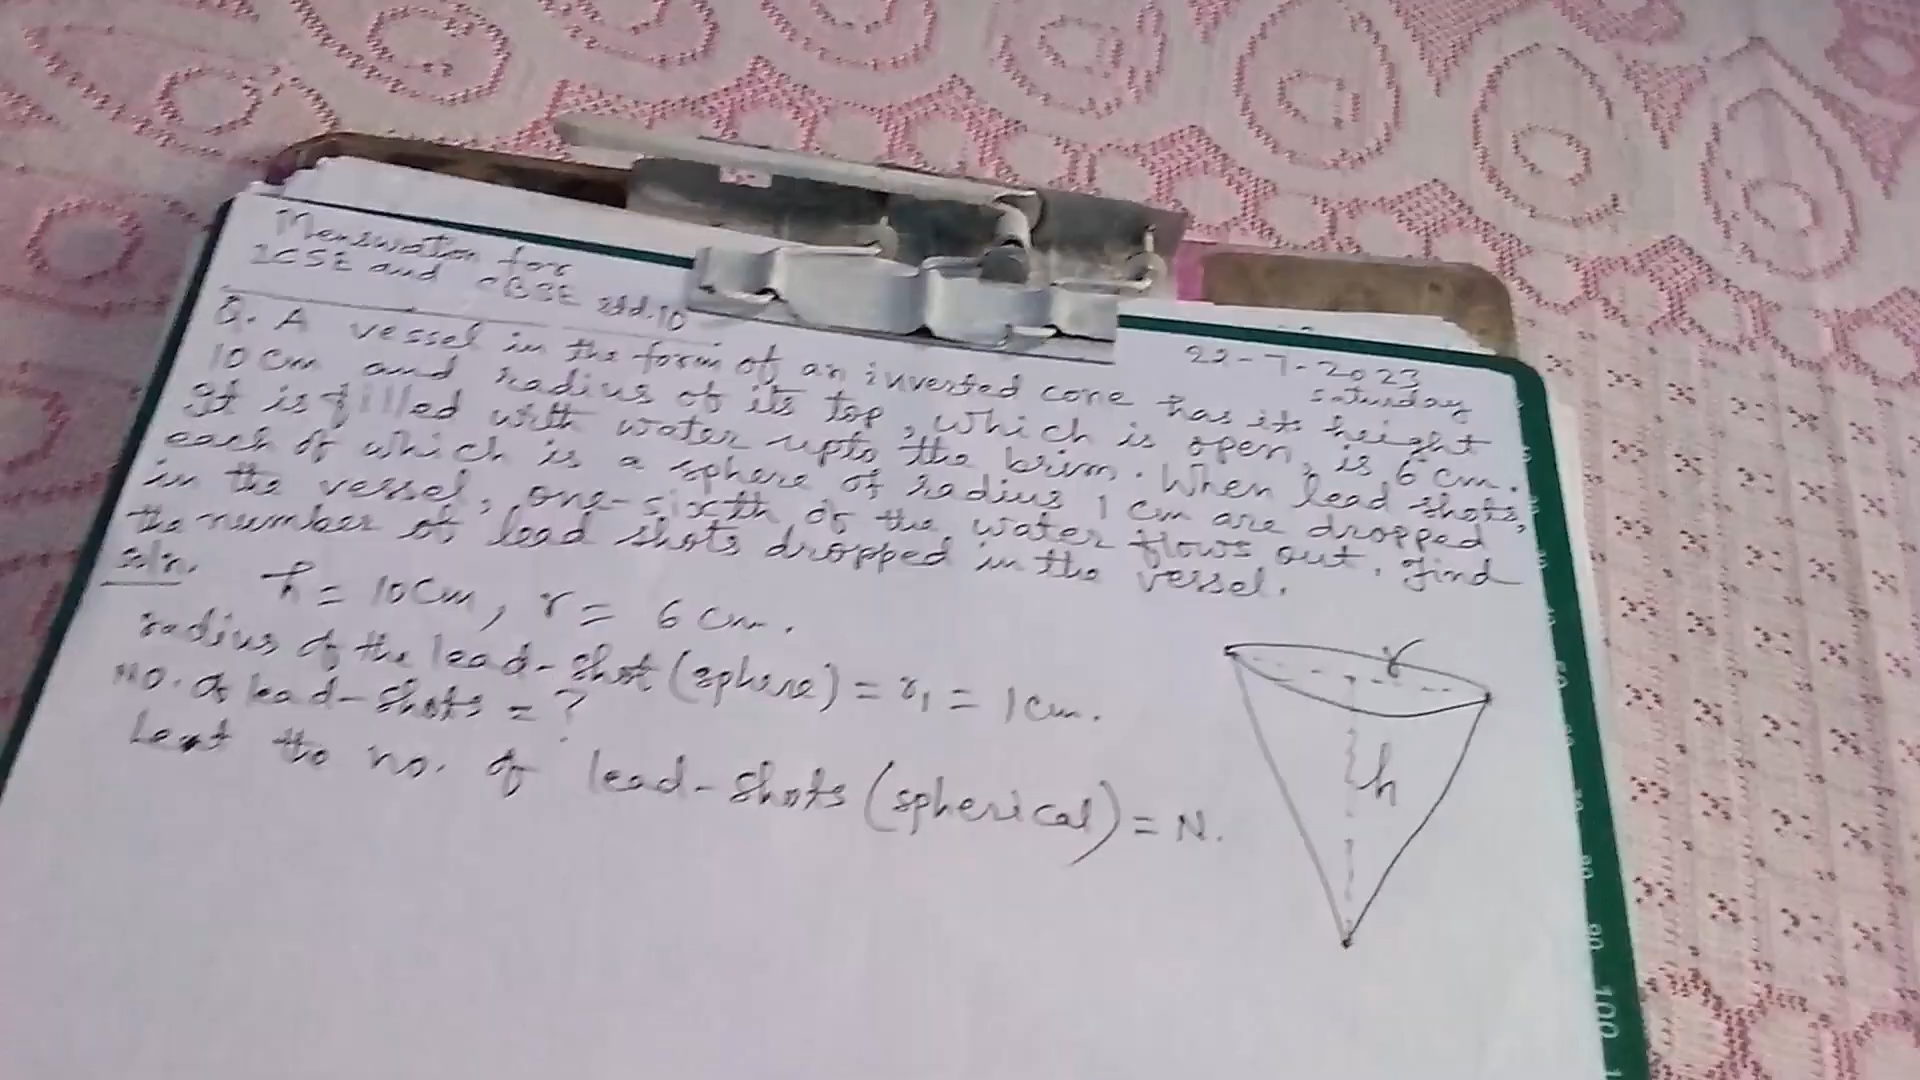 Mensuration for
ICSE and CBSE Std.10
22-7-2023
Saturday
Q. A vessel in the form of an inverted cone has its height
10 cm and radius of its top, which is open, is 6 cm.
It is filled with water upto the brim. When lead shots,
each of which is a sphere of radius 1 cm are dropped
in the vessel, one-sixth of the water flows out. find
the number of lead shots dropped in the vessel.
Soln. h = 10 cm, r = 6 cm.
radius of the lead-shot (sphere) = r₁ = 1 cm.
no. of lead-shots = ?
Let the no. of lead-shots (spherical) = N.
r
h
90
100